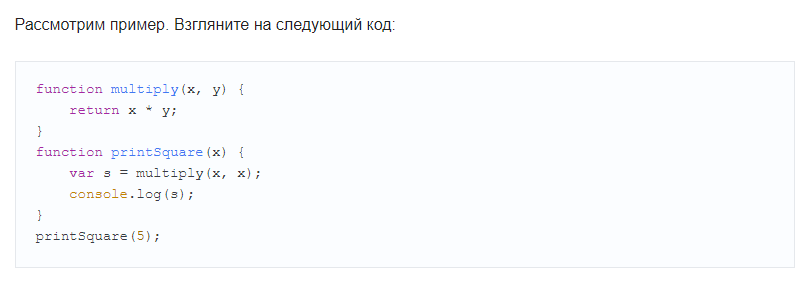 Рассмотрим пример. Взгляните на следующий код:
function multiply(x, y) {
    return x * y;
}
function printSquare(x) {
    var s = multiply(x, x);
    console.log(s);
}
printSquare(5);